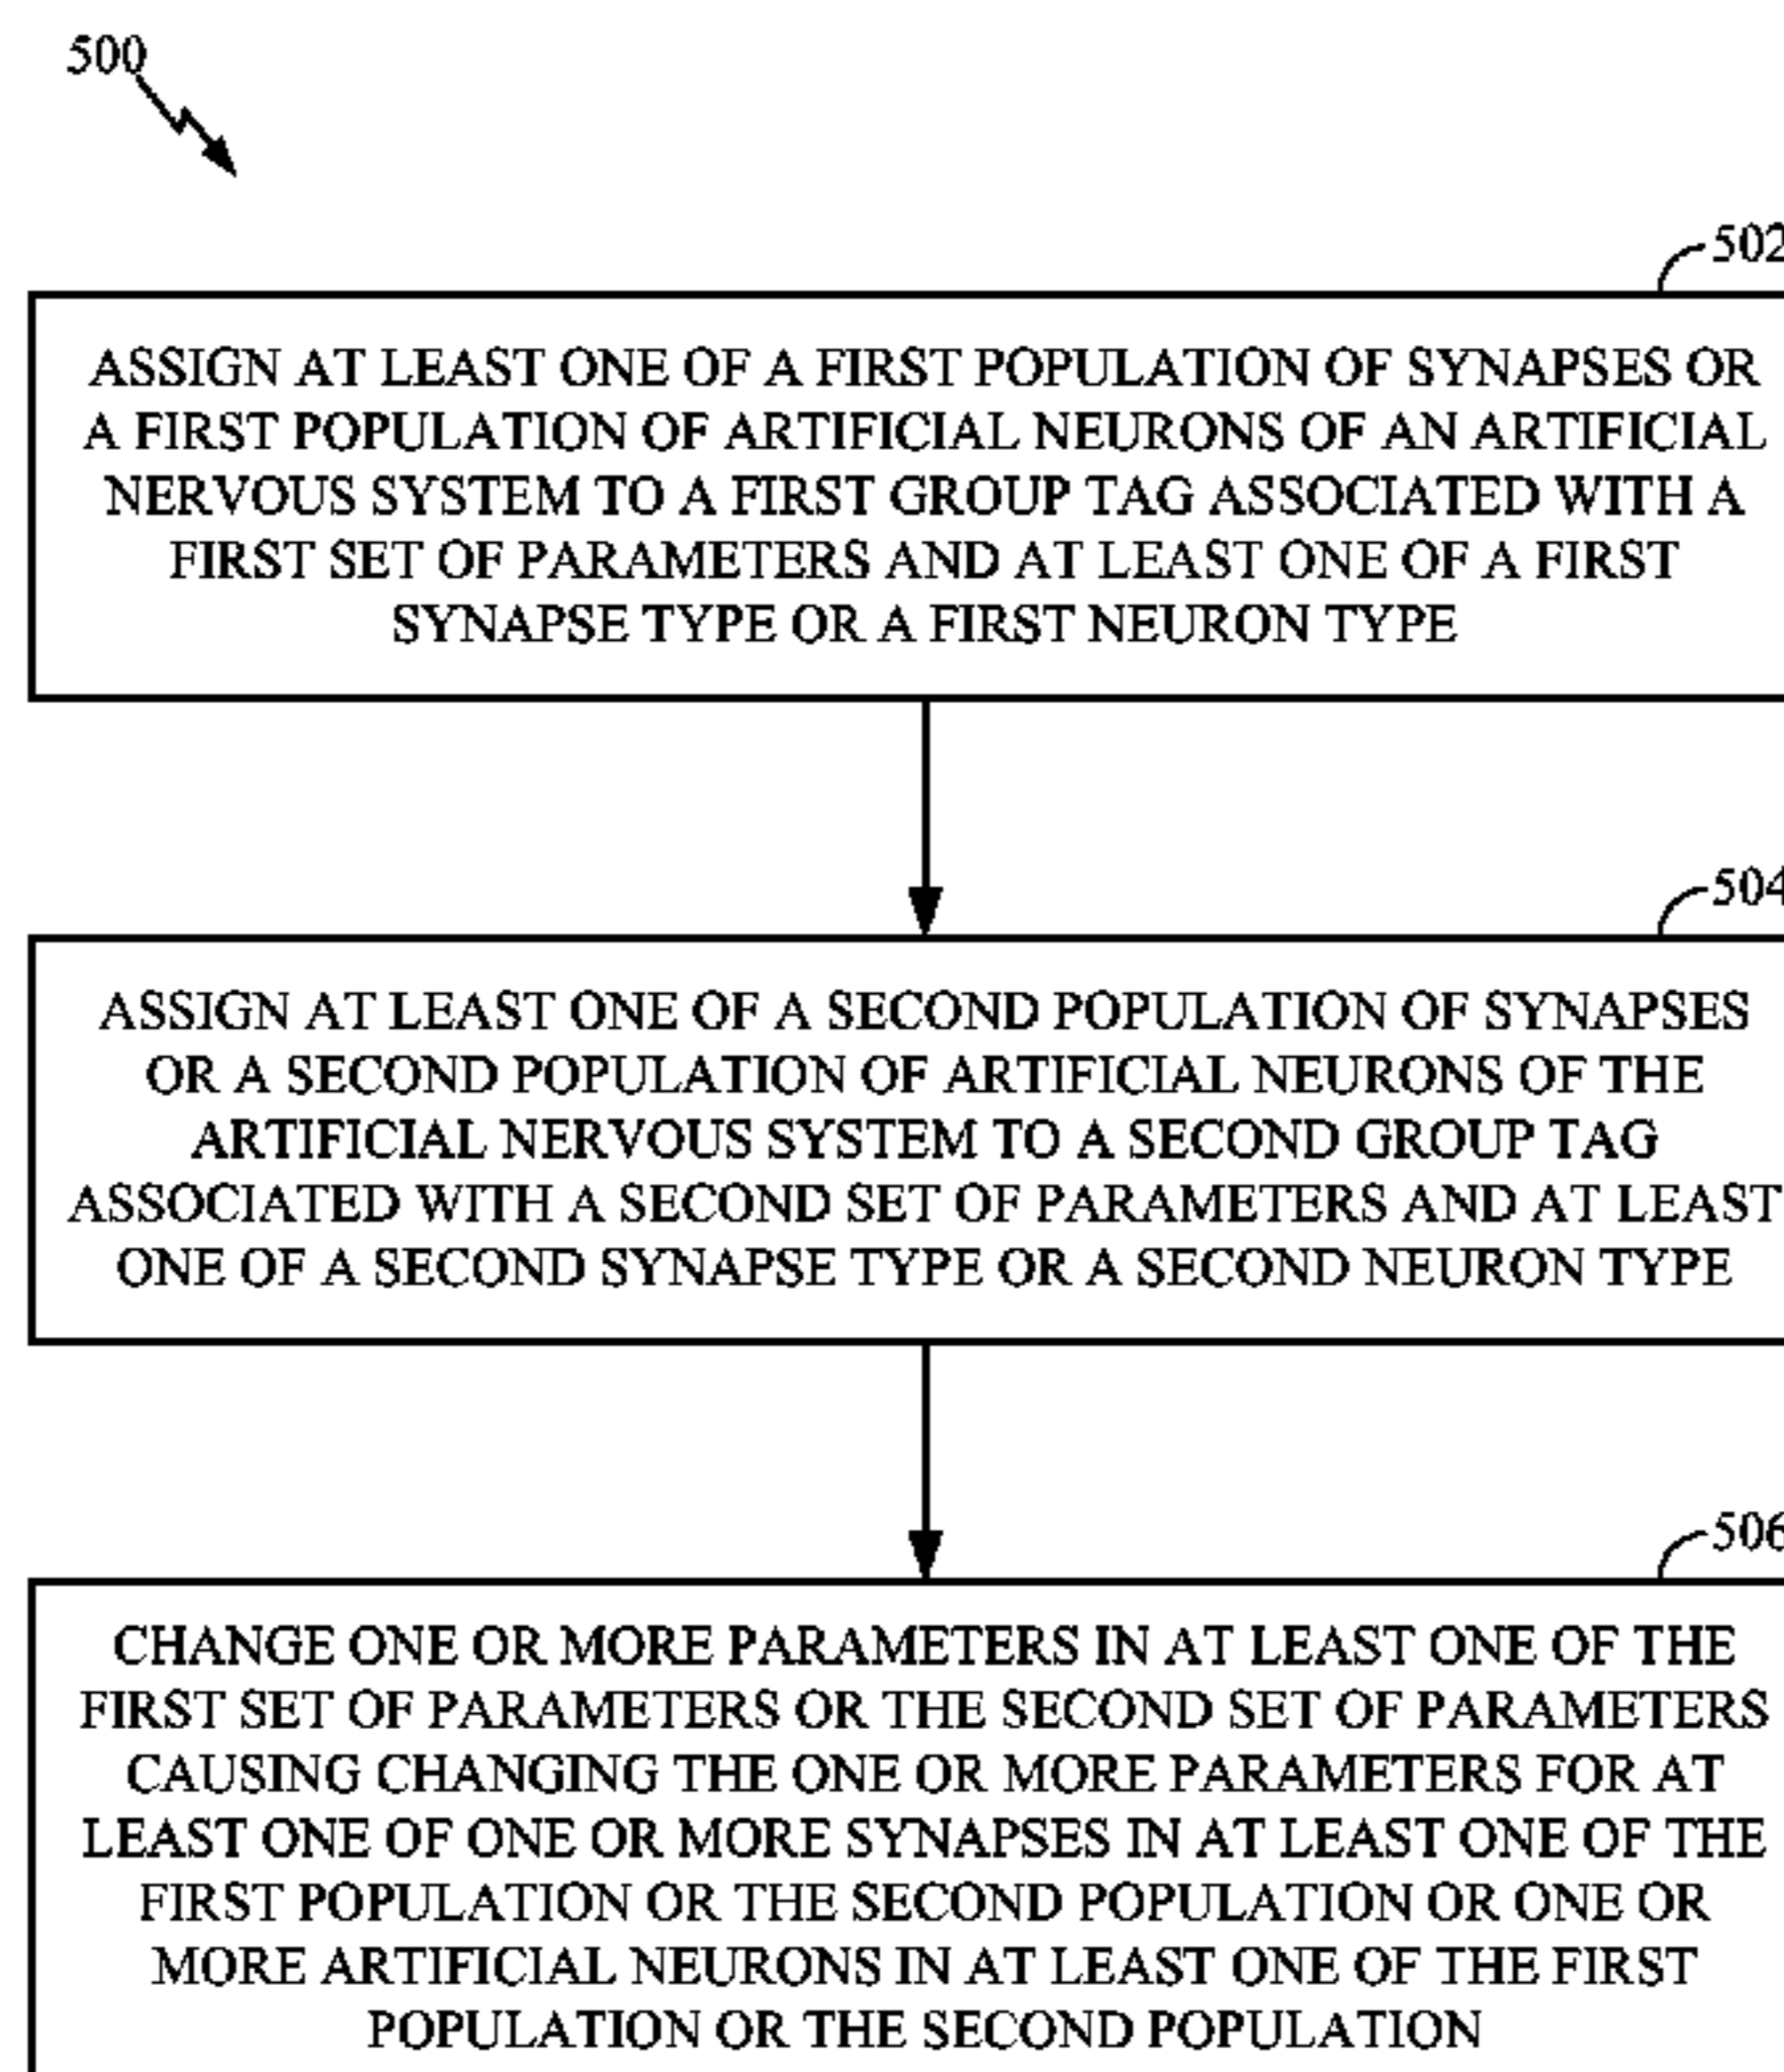 500
502
ASSIGN AT LEAST ONE OF A FIRST POPULATION OF SYNAPSES OR
A FIRST POPULATION OF ARTIFICIAL NEURONS OF AN ARTIFICIAL
NERVOUS SYSTEM TO A FIRST GROUP TAG ASSOCIATED WITH A
FIRST SET OF PARAMETERS AND AT LEAST ONE OF A FIRST
SYNAPSE TYPE OR A FIRST NEURON TYPE
504
ASSIGN AT LEAST ONE OF A SECOND POPULATION OF SYNAPSES
OR A SECOND POPULATION OF ARTIFICIAL NEURONS OF THE
ARTIFICIAL NERVOUS SYSTEM TO A SECOND GROUP TAG
ASSOCIATED WITH A SECOND SET OF PARAMETERS AND AT LEAST
ONE OF A SECOND SYNAPSE TYPE OR A SECOND NEURON TYPE
506
CHANGE ONE OR MORE PARAMETERS IN AT LEAST ONE OF THE
FIRST SET OF PARAMETERS OR THE SECOND SET OF PARAMETERS
CAUSING CHANGING THE ONE OR MORE PARAMETERS FOR AT
LEAST ONE OF ONE OR MORE SYNAPSES IN AT LEAST ONE OF THE
FIRST POPULATION OR THE SECOND POPULATION OR ONE OR
MORE ARTIFICIAL NEURONS IN AT LEAST ONE OF THE FIRST
POPULATION OR THE SECOND POPULATION